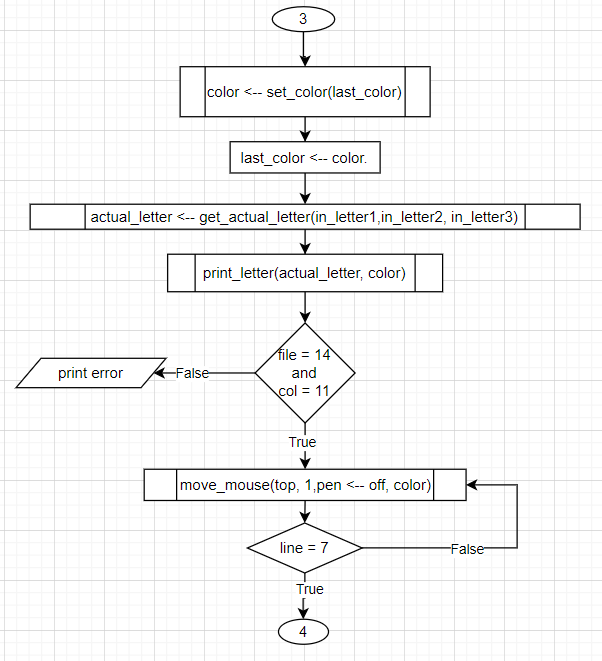 3
color <-- set_color(last_color)
last_color <-- color.
actual_letter <-- get_actual_letter(in_letter1,in_letter2, in_letter3)
print_letter(actual_letter, color)
file = 14
and
col = 11
False
print error
True
move_mouse(top, 1,pen <-- off, color)
line = 7
False
True
4